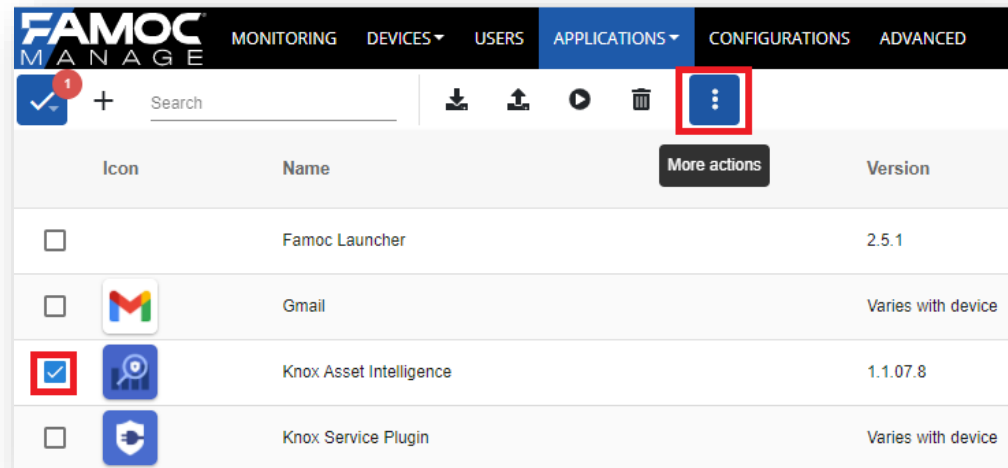 FAMOC MONITORING DEVICES USERS APPLICATIONS CONFIGURATIONS ADVANCED
MANAGE
1
Search
More actions
Icon Name Version
Famoc Launcher 2.5.1
Gmail Varies with device
Knox Asset Intelligence 1.1.07.8
Knox Service Plugin Varies with device